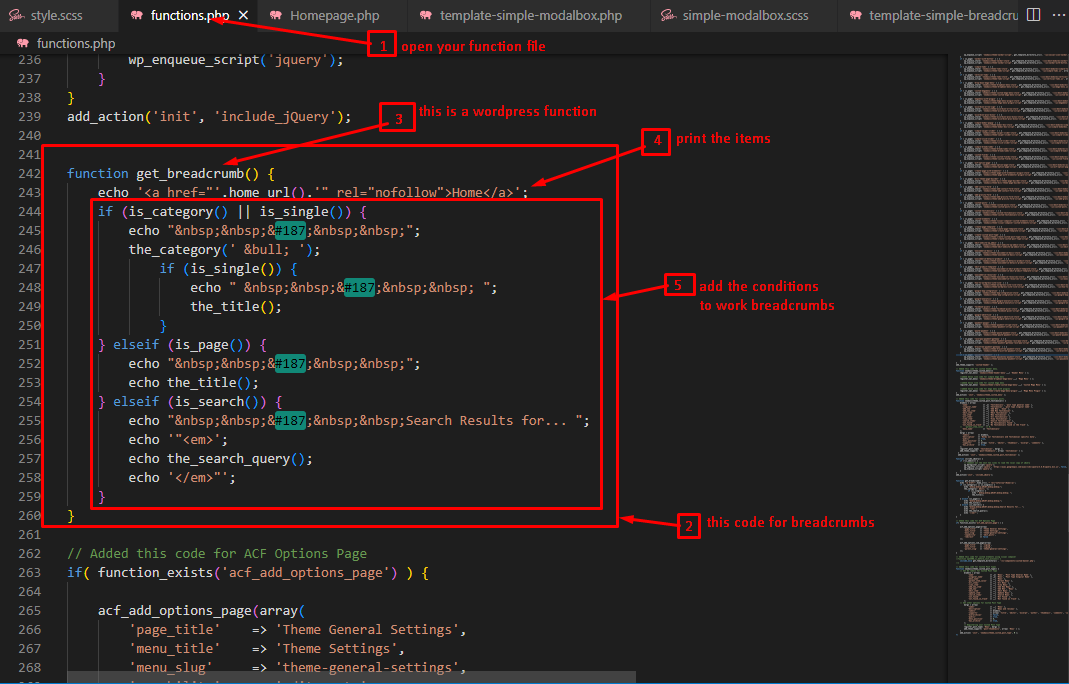 style.scss
functions.php
Homepage.php
template-simple-modalbox.php
simple-modalbox.scss
template-simple-breadcru
functions.php
1 open your function file
236 wp_enqueue_script('jquery');
237 }
238 }
239 add_action('init', 'include_jQuery');
3 this is a wordpress function
240
4 print the items
241
242 function get_breadcrumb() {
243 echo '<a href="'.home_url().'" rel="nofollow">Home</a>';
244 if (is_category() || is_single()) {
245 echo "&nbsp;&nbsp;&#187;&nbsp;&nbsp;";
246 the_category(' &bull; ');
247 if (is_single()) {
248 echo " &nbsp;&nbsp;&#187;&nbsp;&nbsp; ";
5 add the conditions
to work breadcrumbs
249 the_title();
250 }
251 } elseif (is_page()) {
252 echo "&nbsp;&nbsp;&#187;&nbsp;&nbsp;";
253 echo the_title();
254 } elseif (is_search()) {
255 echo "&nbsp;&nbsp;&#187;&nbsp;&nbsp;Search Results for... ";
256 echo '"<em>';
257 echo the_search_query();
258 echo '</em>"';
259 }
260 }
2 this code for breadcrumbs
261
262 // Added this code for ACF Options Page
263 if( function_exists('acf_add_options_page') ) {
264
265 acf_add_options_page(array(
266 'page_title' => 'Theme General Settings',
267 'menu_title' => 'Theme Settings',
268 'menu_slug' => 'theme-general-settings',